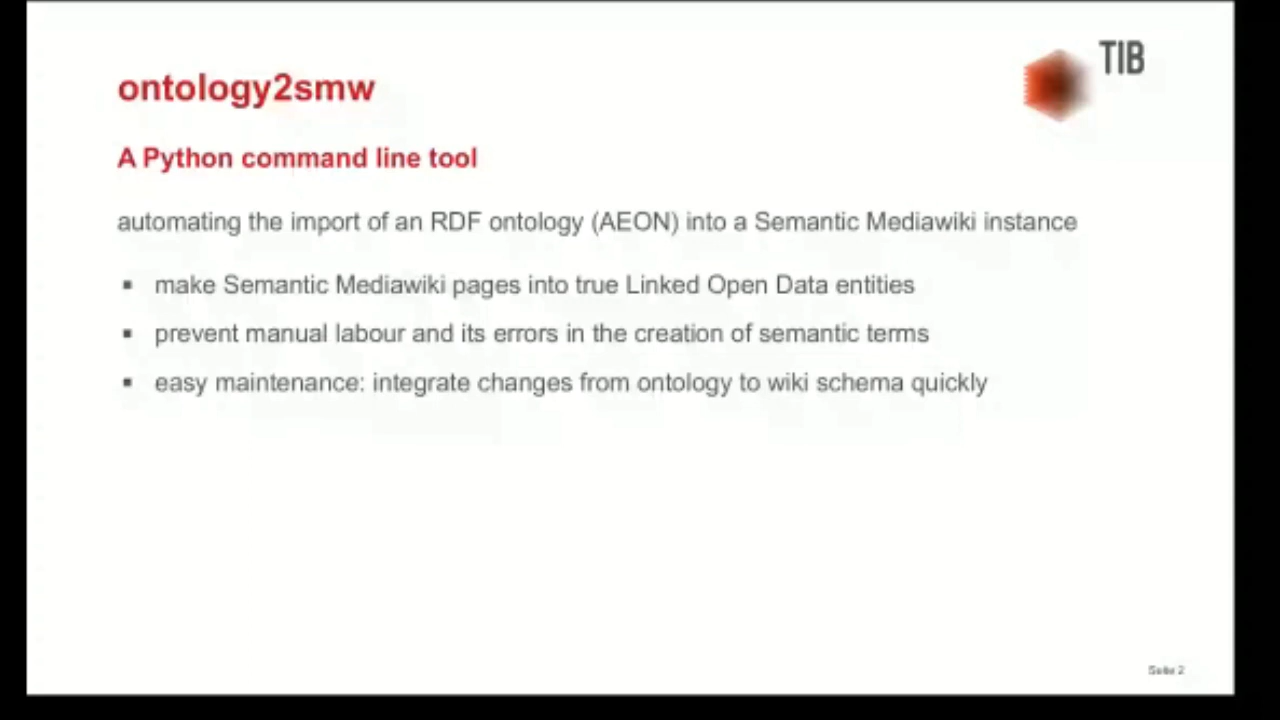 TIB
ontology2smw
A Python command line tool
automating the import of an RDF ontology (AEON) into a Semantic Mediawiki instance
▪ make Semantic Mediawiki pages into true Linked Open Data entities
▪ prevent manual labour and its errors in the creation of semantic terms
▪ easy maintenance: integrate changes from ontology to wiki schema quickly
Seite 2